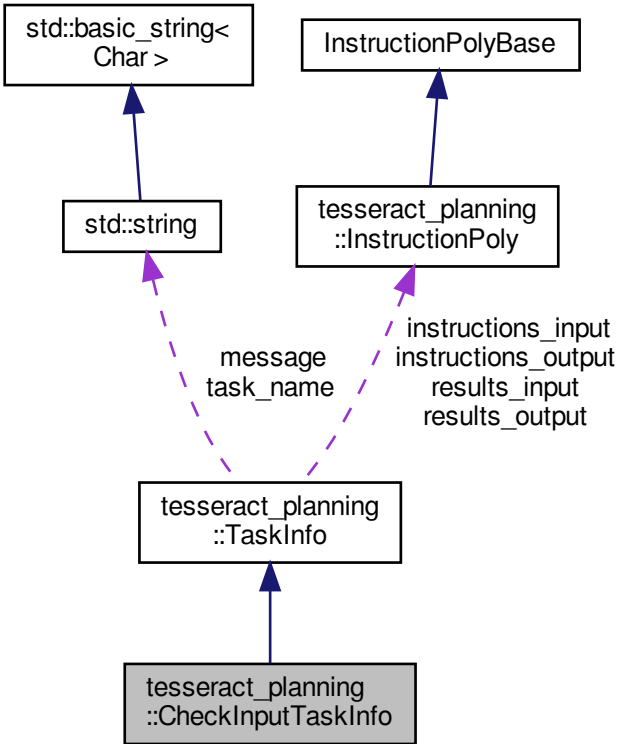 std::basic_string<
Char >
InstructionPolyBase
std::string
tesseract_planning
::InstructionPoly
message
task_name
instructions_input
instructions_output
results_input
results_output
tesseract_planning
::TaskInfo
tesseract_planning
::CheckInputTaskInfo